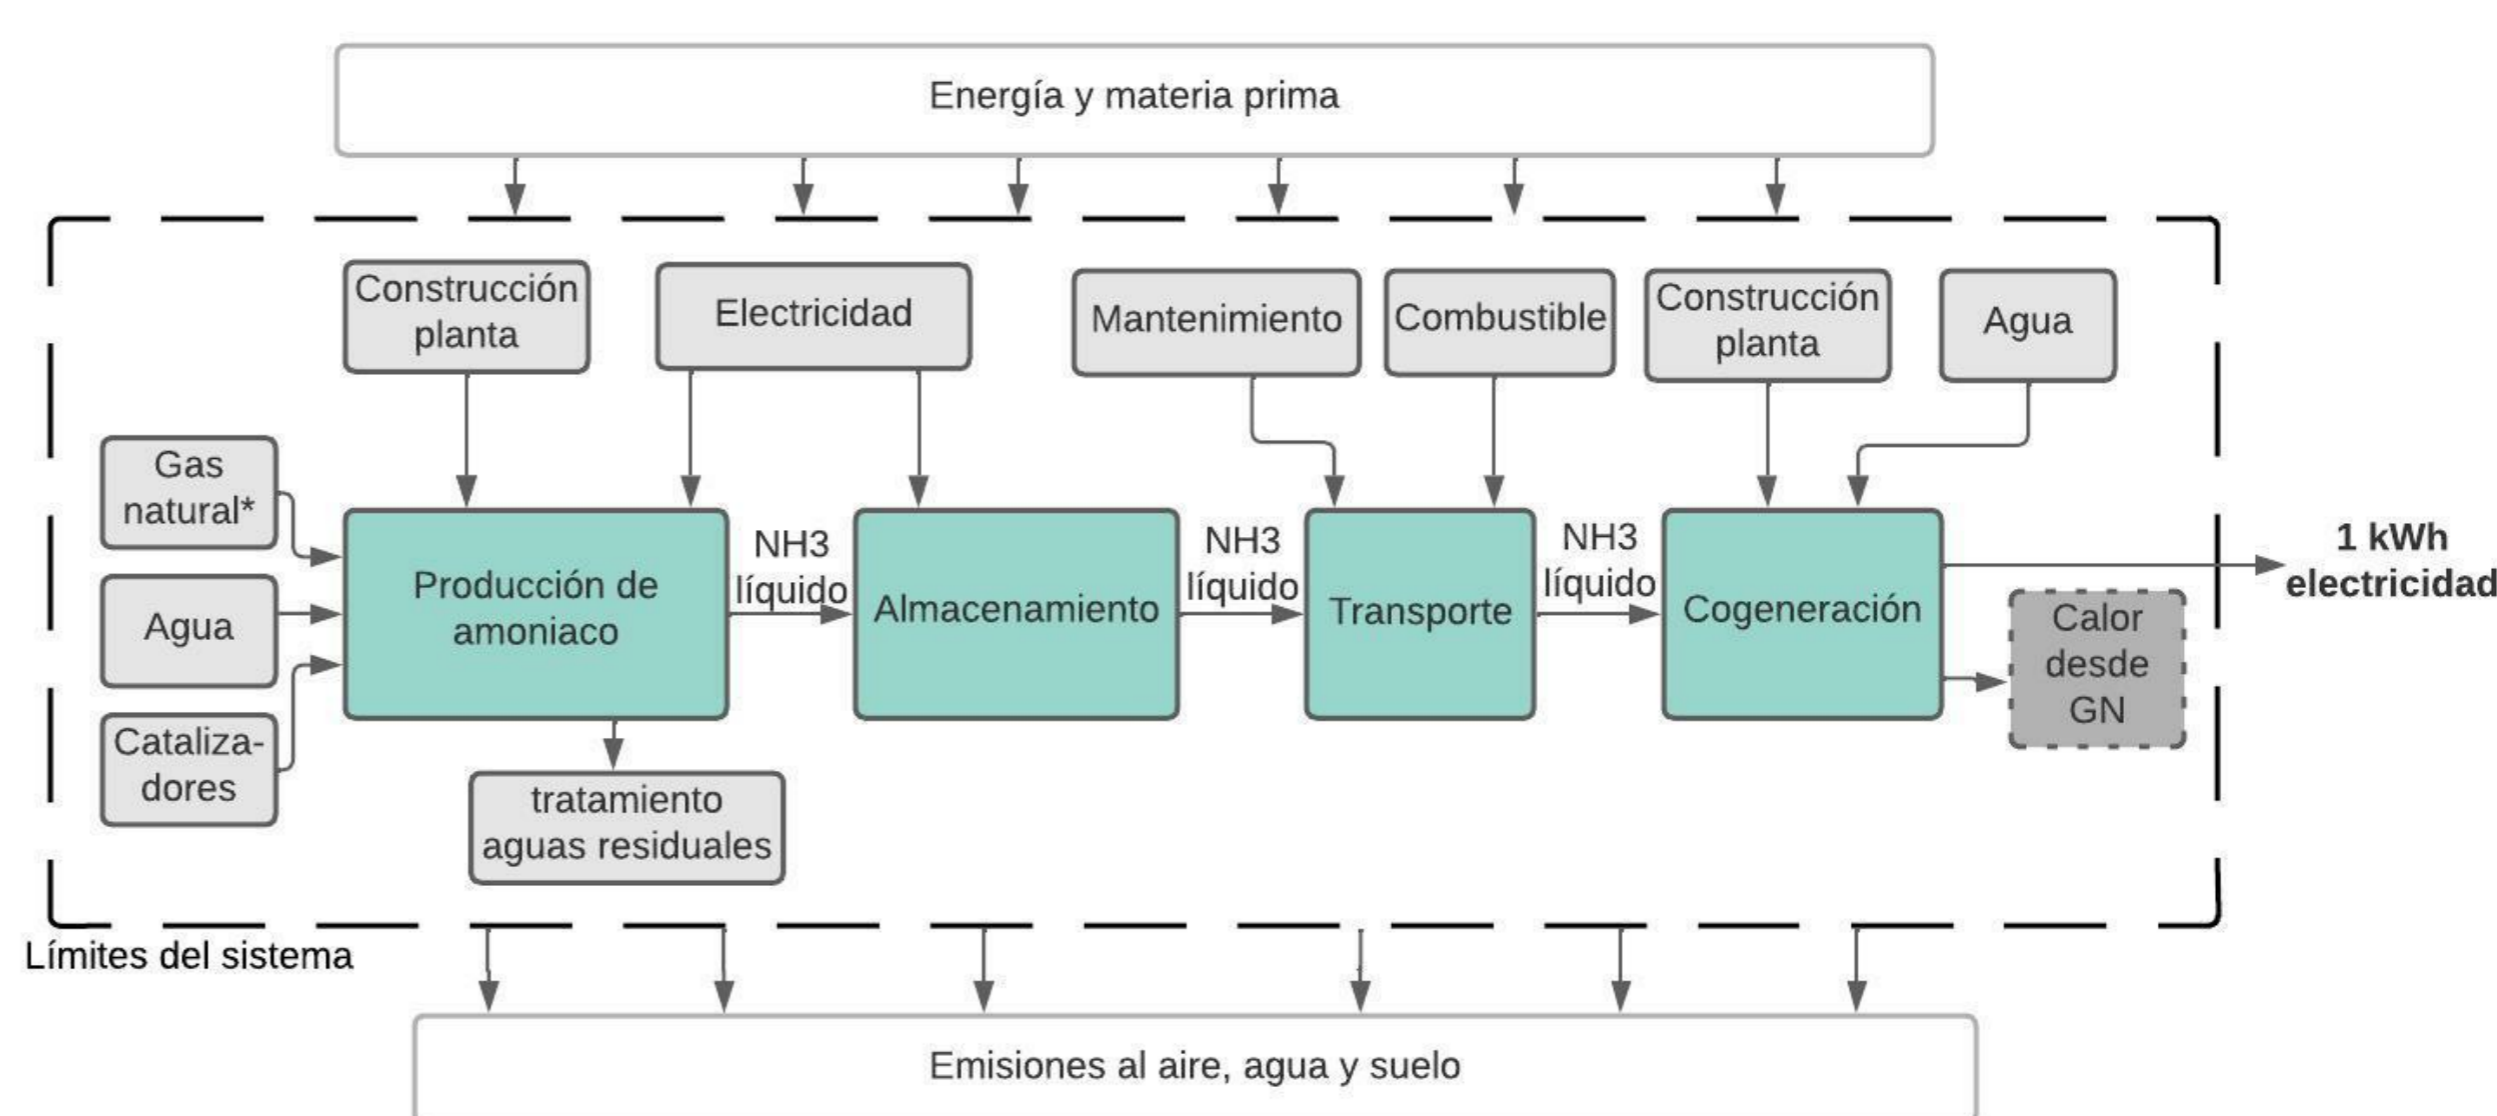 Energía y materia prima
Construcción
planta
Electricidad
Mantenimiento
Combustible
Construcción
planta
Agua
Gas
natural*
Agua
Cataliza-
dores
Producción de
amoniaco
NH3
líquido
Almacenamiento
NH3
líquido
Transporte
NH3
líquido
Cogeneración
1 kWh
electricidad
Calor
desde
GN
tratamiento
aguas residuales
Límites del sistema
Emisiones al aire, agua y suelo